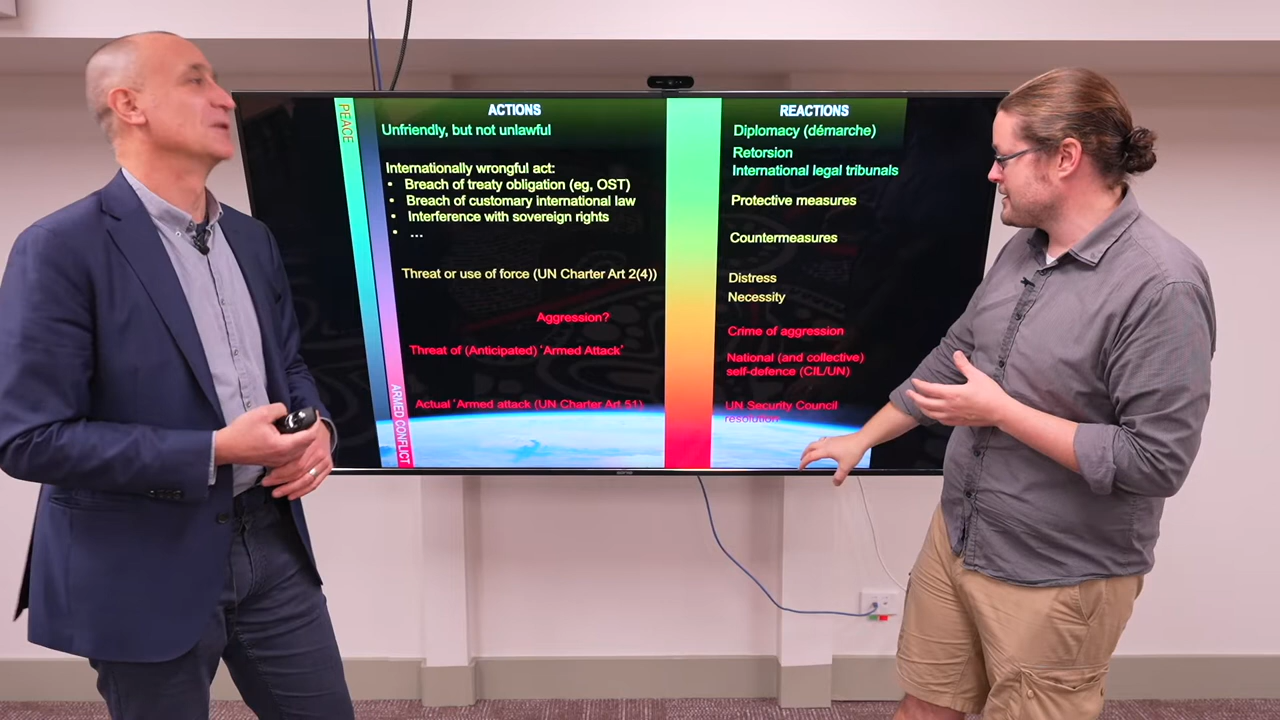 PEACE
ACTIONS
Unfriendly, but not unlawful
Internationally wrongful act:
• Breach of treaty obligation (eg, OST)
• Breach of customary international law
• Interference with sovereign rights
• ...
Threat or use of force (UN Charter Art 2(4))
Aggression?
Threat of (Anticipated) ‘Armed Attack’
Actual ‘Armed attack (UN Charter Art 51)
ARMED CONFLICT
REACTIONS
Diplomacy (démarche)
Retorsion
International legal tribunals
Protective measures
Countermeasures
Distress
Necessity
Crime of aggression
National (and collective)
self-defence (CIL/UN)
UN Security Council
resolution